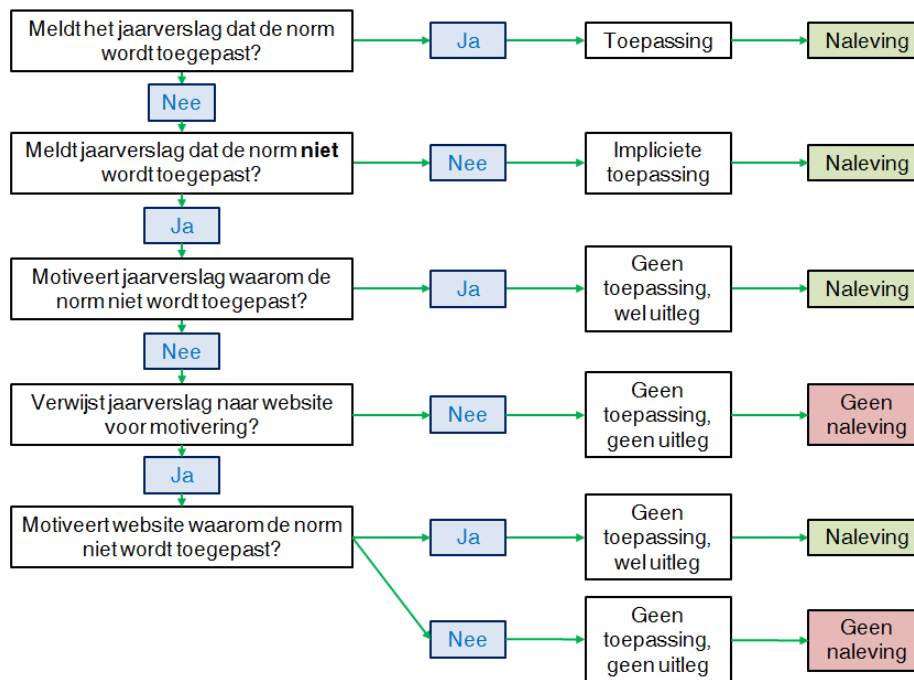 Meldt het jaarverslag dat de norm
wordt toegepast?
Ja
Toepassing
Naleving
Nee
Meldt jaarverslag dat de norm niet
wordt toegepast?
Nee
Impliciete
toepassing
Naleving
Ja
Motiveert jaarverslag waarom de
norm niet wordt toegepast?
Ja
Geen
toepassing,
wel uitleg
Naleving
Nee
Verwijst jaarverslag naar website
voor motivering?
Nee
Geen
toepassing,
geen uitleg
Geen
naleving
Ja
Motiveert website waarom de norm
niet wordt toegepast?
Ja
Geen
toepassing,
wel uitleg
Naleving
Nee
Geen
toepassing,
geen uitleg
Geen
naleving